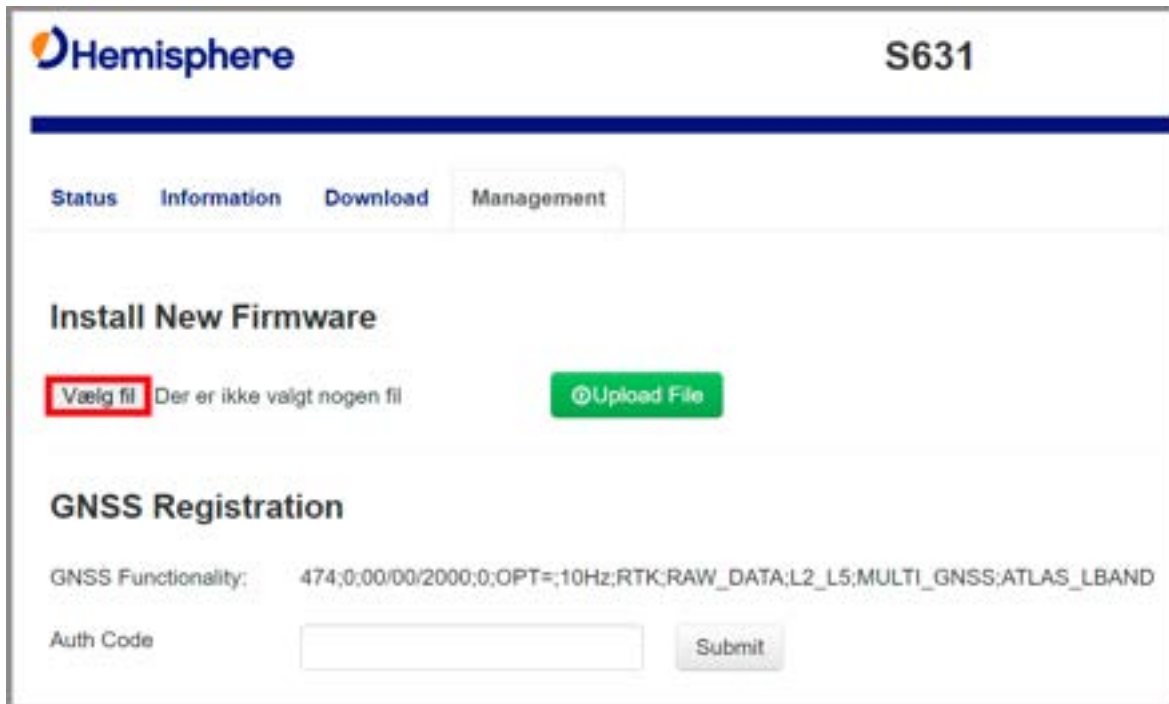 Hemisphere
S631
Status Information Download Management
Install New Firmware
Vælg fil Der er ikke valgt nogen fil Upload File
GNSS Registration
GNSS Functionality: 474;0;00/00/2000;0;OPT=;10Hz;RTK;RAW_DATA;L2_L5;MULTI_GNSS;ATLAS_LBAND
Auth Code Submit